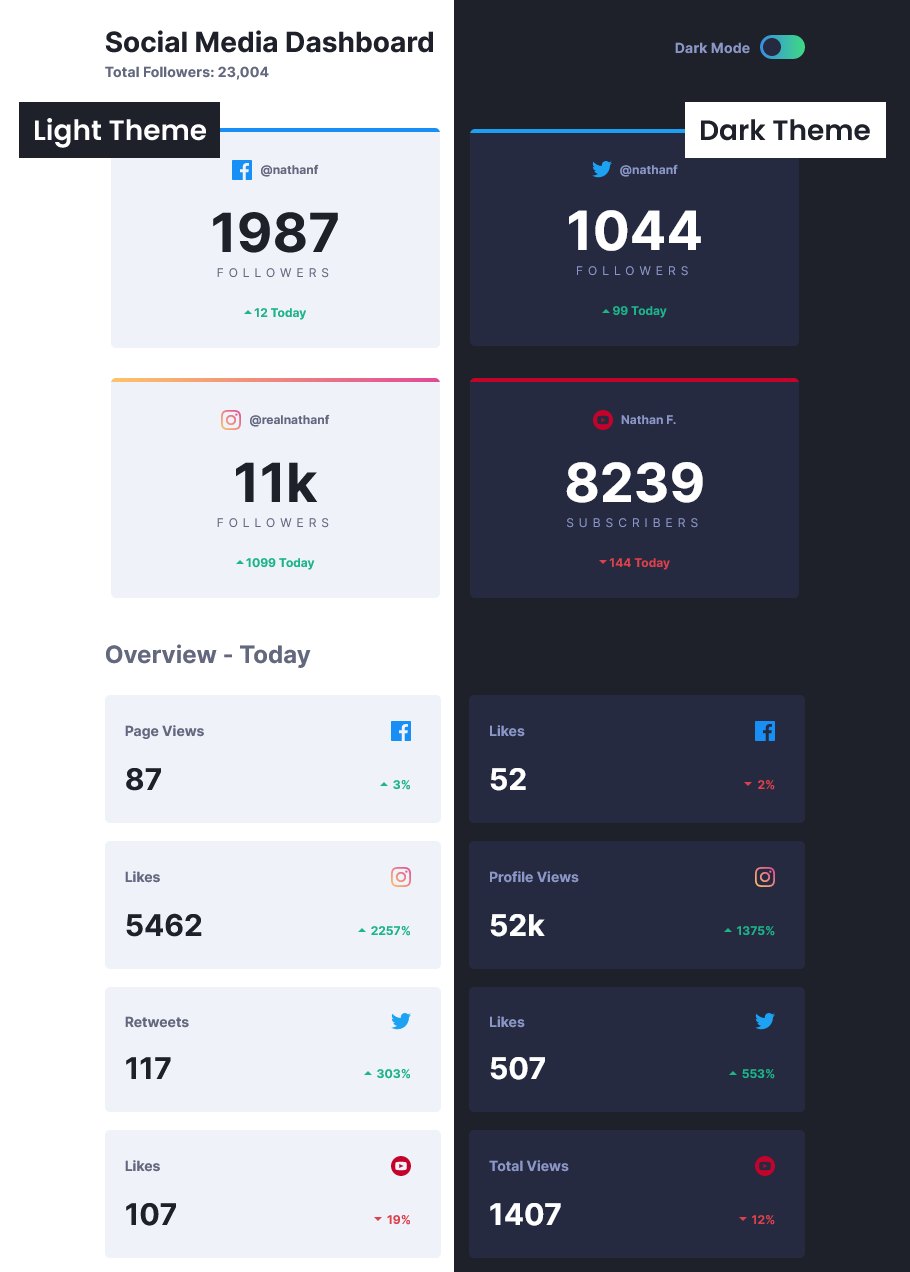 Social Media Dashboard
Total Followers: 23,004
Dark Mode
Light Theme
Dark Theme
@nathanf
1987
FOLLOWERS
12 Today
@nathanf
1044
FOLLOWERS
99 Today
@realnathanf
11k
FOLLOWERS
1099 Today
Nathan F.
8239
SUBSCRIBERS
144 Today
Overview - Today
Page Views
87
3%
Likes
52
2%
Likes
5462
2257%
Profile Views
52k
1375%
Retweets
117
303%
Likes
507
553%
Likes
107
19%
Total Views
1407
12%